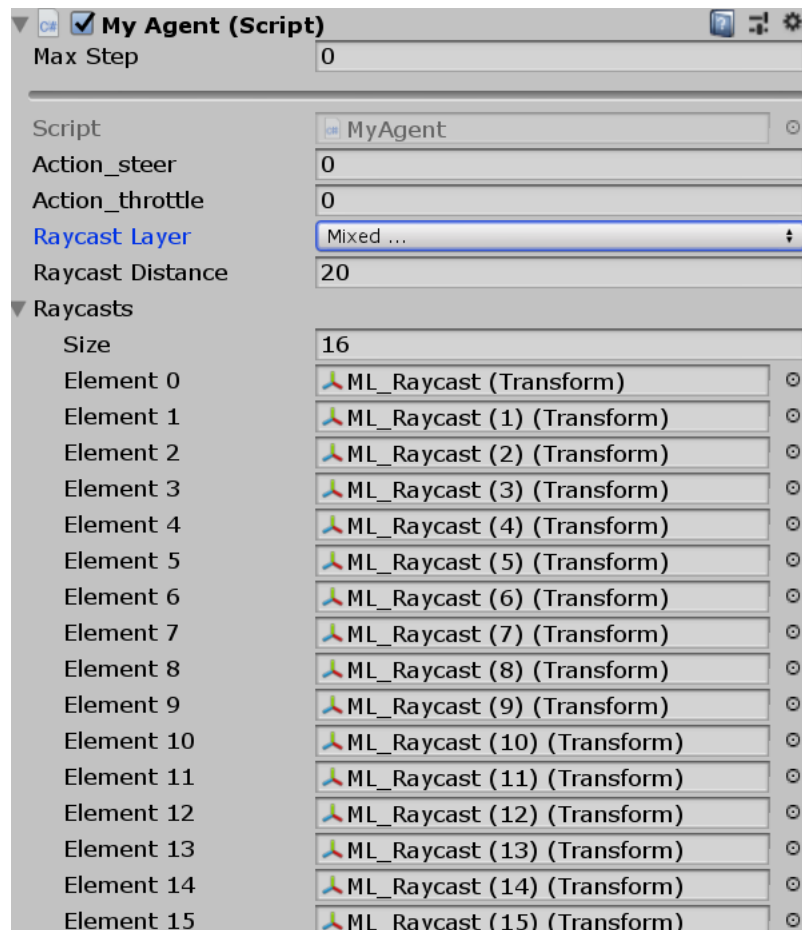 My Agent (Script)
Max Step 0
Script MyAgent
Action_steer 0
Action_throttle 0
Raycast Layer Mixed ...
Raycast Distance 20
Raycasts
Size 16
Element 0 ML_Raycast (Transform)
Element 1 ML_Raycast (1) (Transform)
Element 2 ML_Raycast (2) (Transform)
Element 3 ML_Raycast (3) (Transform)
Element 4 ML_Raycast (4) (Transform)
Element 5 ML_Raycast (5) (Transform)
Element 6 ML_Raycast (6) (Transform)
Element 7 ML_Raycast (7) (Transform)
Element 8 ML_Raycast (8) (Transform)
Element 9 ML_Raycast (9) (Transform)
Element 10 ML_Raycast (10) (Transform)
Element 11 ML_Raycast (11) (Transform)
Element 12 ML_Raycast (12) (Transform)
Element 13 ML_Raycast (13) (Transform)
Element 14 ML_Raycast (14) (Transform)
Element 15 ML_Raycast (15) (Transform)